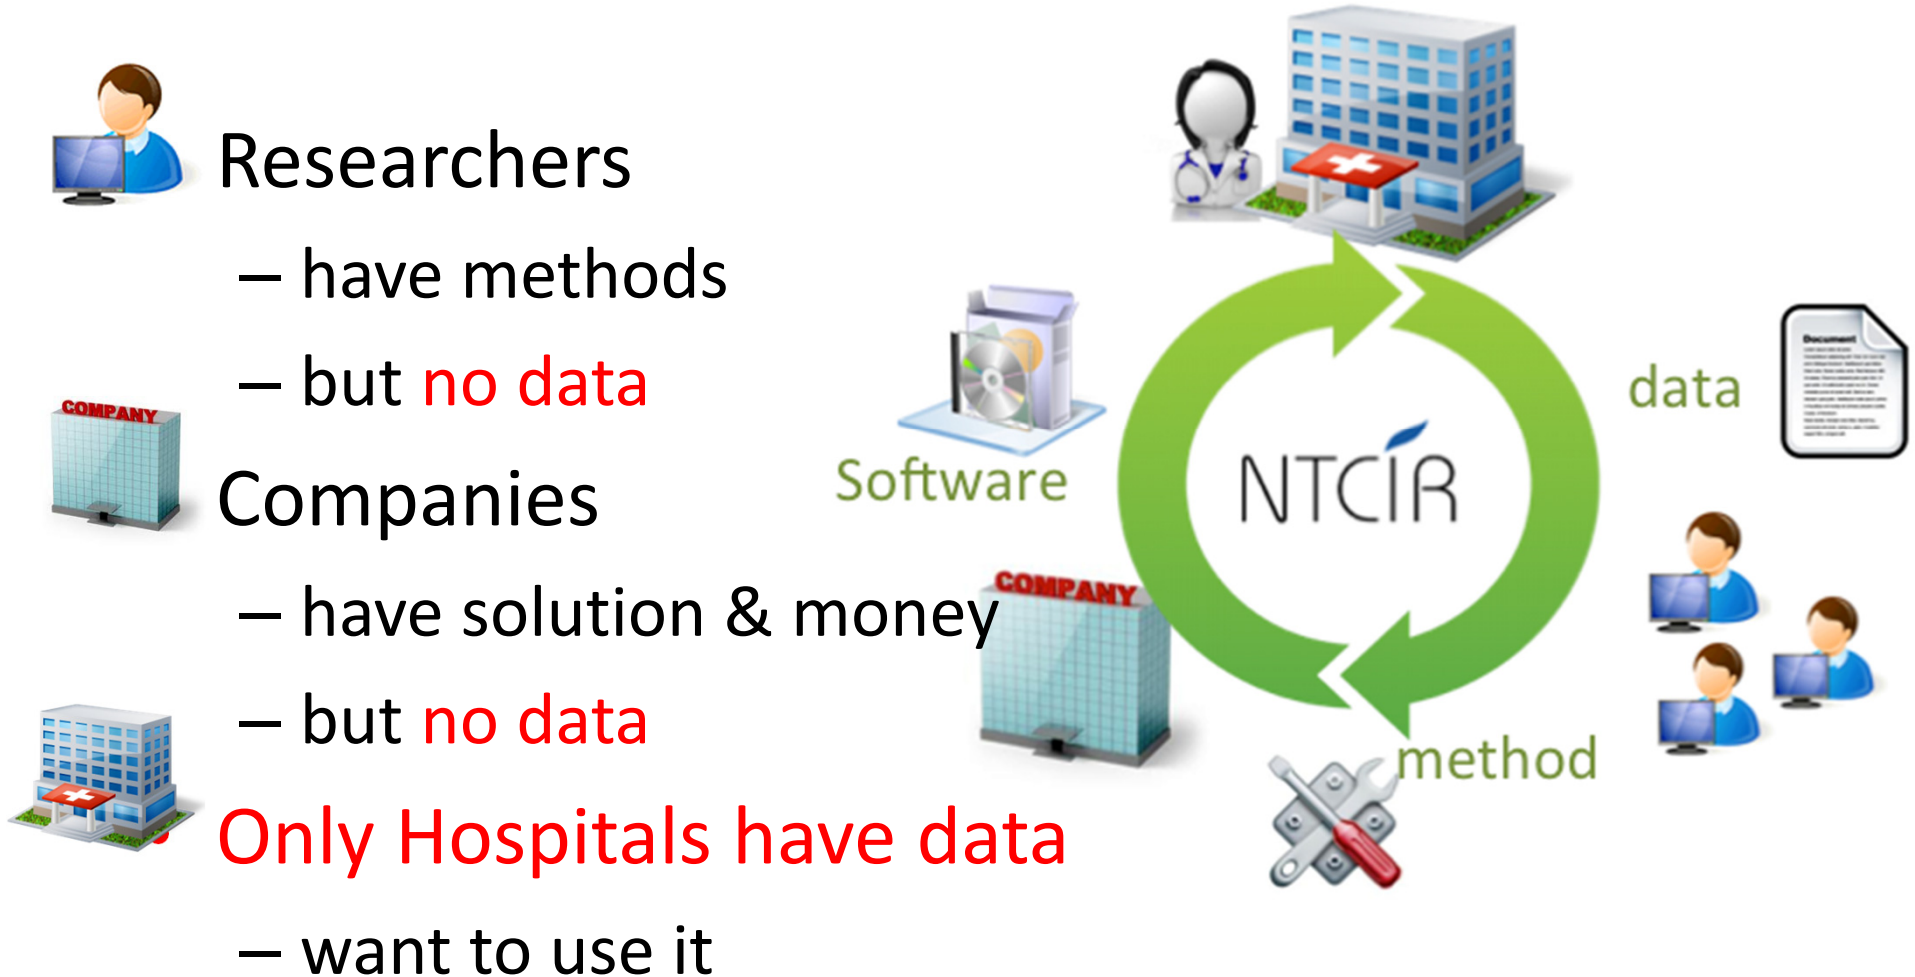 Researchers
– have methods
– but no data
COMPANY
Companies
– have solution & money
– but no data
• Only Hospitals have data
– want to use it
Software
data
Document
NTCIR
COMPANY
method